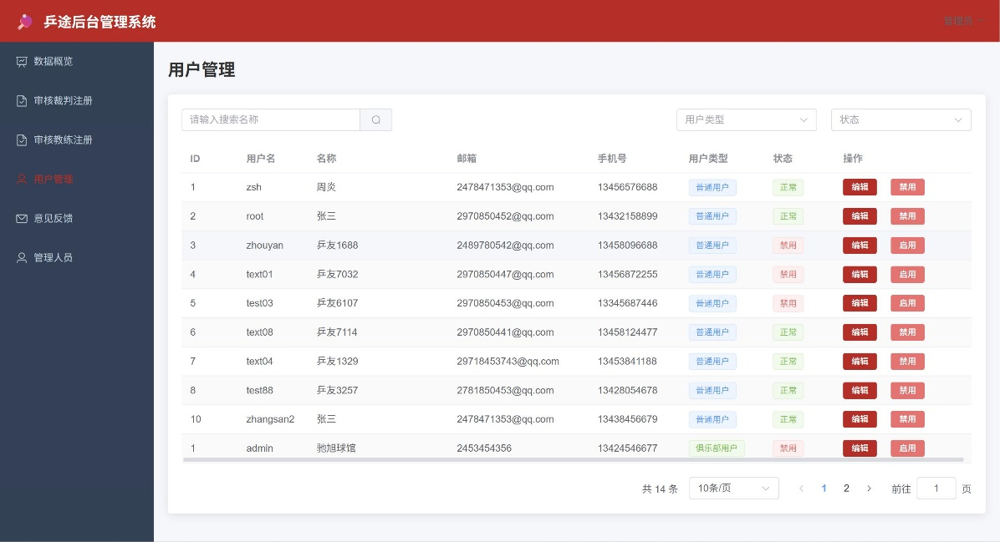 乒途后台管理系统 管理员
数据概览
审核裁判注册
审核教练注册
用户管理
意见反馈
管理人员
用户管理
请输入搜索名称 用户类型 状态
ID 用户名 名称 邮箱 手机号 用户类型 状态 操作
1 zsh 周炎 2478471353@qq.com 13456576688 普通用户 正常 编辑 禁用
2 root 张三 2970850452@qq.com 13432158899 普通用户 正常 编辑 禁用
3 zhouyan 乒友1688 2489780542@qq.com 13458096688 普通用户 禁用 编辑 启用
4 text01 乒友7032 2970850447@qq.com 13456872255 普通用户 禁用 编辑 启用
5 test03 乒友6107 2970850453@qq.com 13345687446 普通用户 禁用 编辑 启用
6 text08 乒友7114 2970850441@qq.com 13458124477 普通用户 正常 编辑 禁用
7 text04 乒友1329 29718453743@qq.com 13453841188 普通用户 正常 编辑 禁用
8 test88 乒友3257 2781850453@qq.com 13428054678 普通用户 正常 编辑 禁用
10 zhangsan2 张三 2478471353@qq.com 13438456679 普通用户 正常 编辑 禁用
1 admin 驰旭球馆 2453454356 13424546677 俱乐部用户 禁用 编辑 启用
共 14 条 10条/页 1 2 前往 1 页